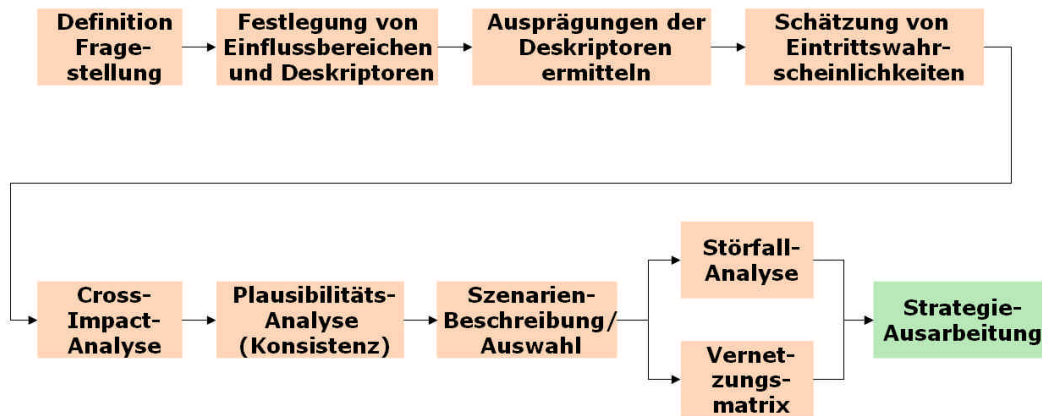 Definition
Frage-
stellung
Festlegung von
Einflussbereichen
und Deskriptoren
Ausprägungen der
Deskriptoren
ermitteln
Schätzung von
Eintrittswahr-
scheinlichkeiten
Cross-
Impact-
Analyse
Plausibilitäts-
Analyse
(Konsistenz)
Szenarien-
Beschreibung/
Auswahl
Störfall-
Analyse
Vernet-
zungs-
matrix
Strategie-
Ausarbeitung